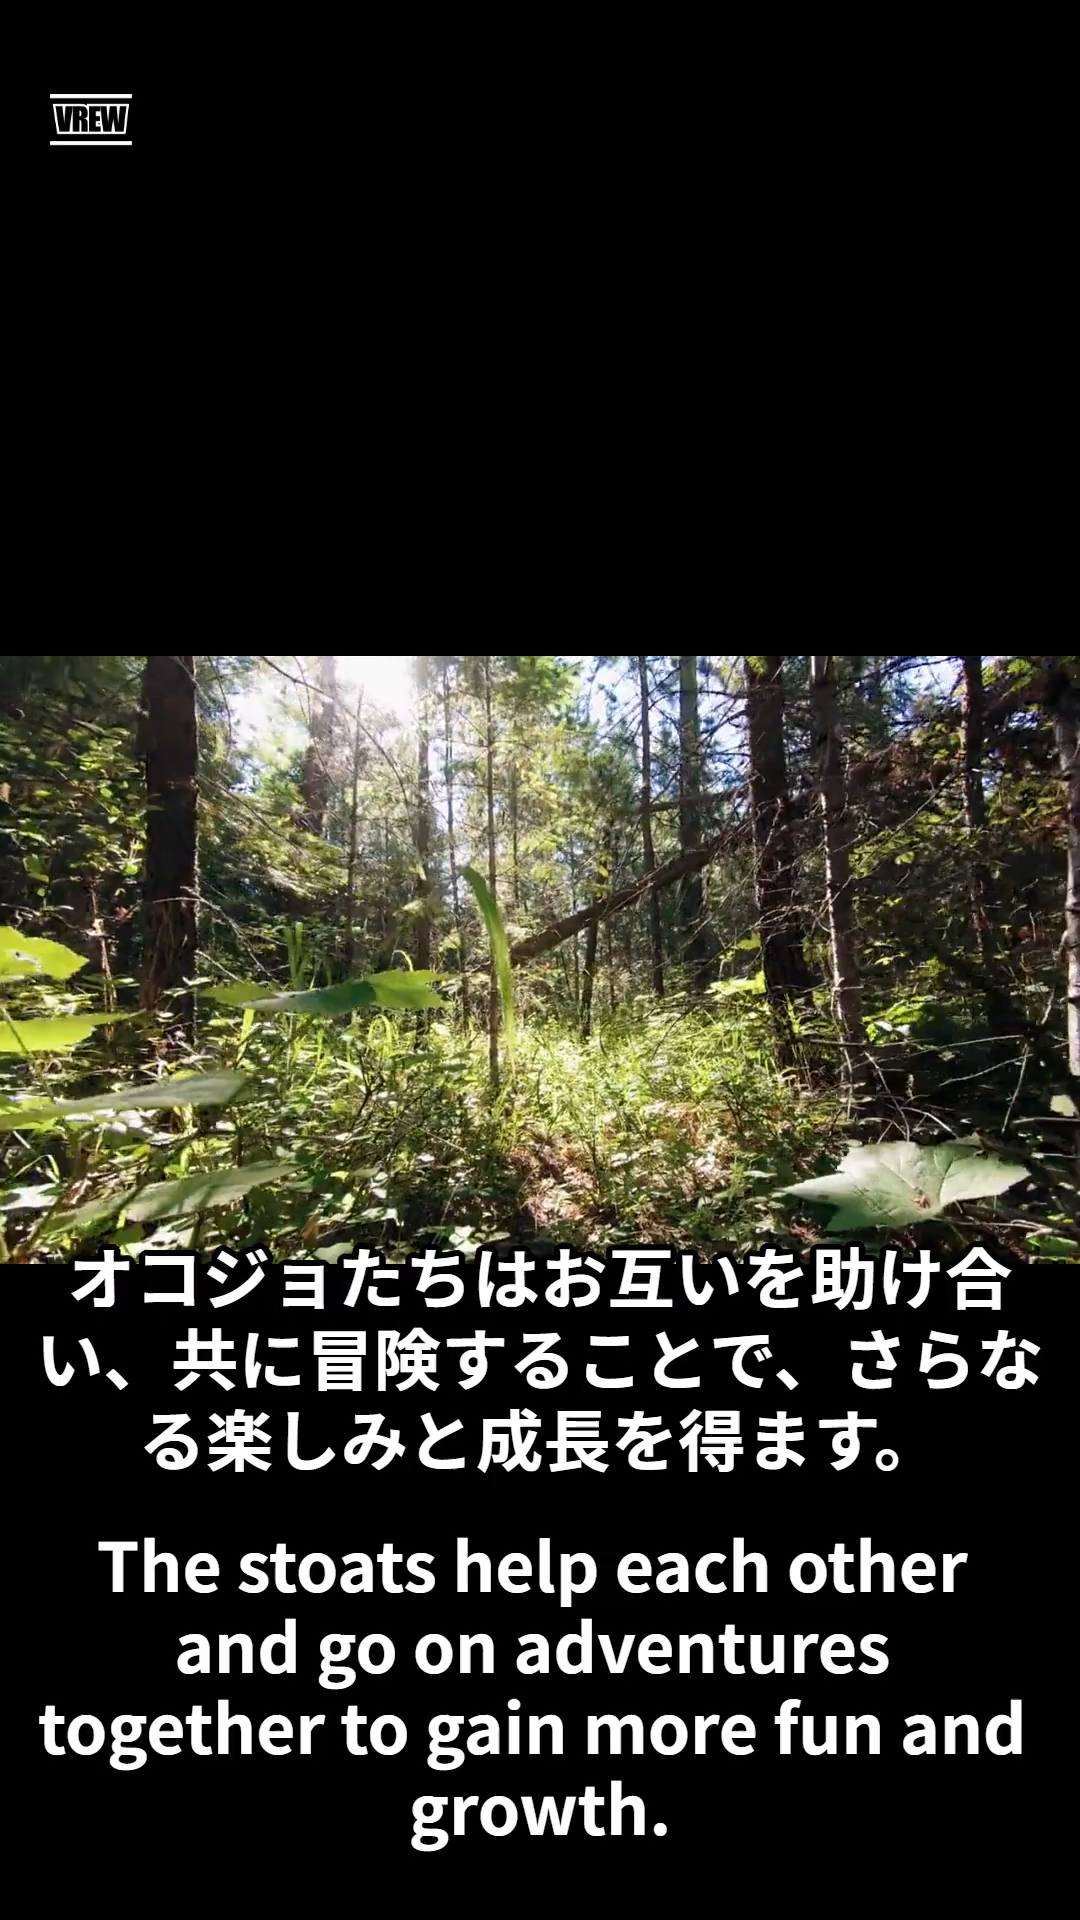 VREW
オコジョたちはお互いを助け合
い、共に冒険することで、さらな
る楽しみと成長を得ます。
The stoats help each other
and go on adventures
together to gain more fun and
growth.